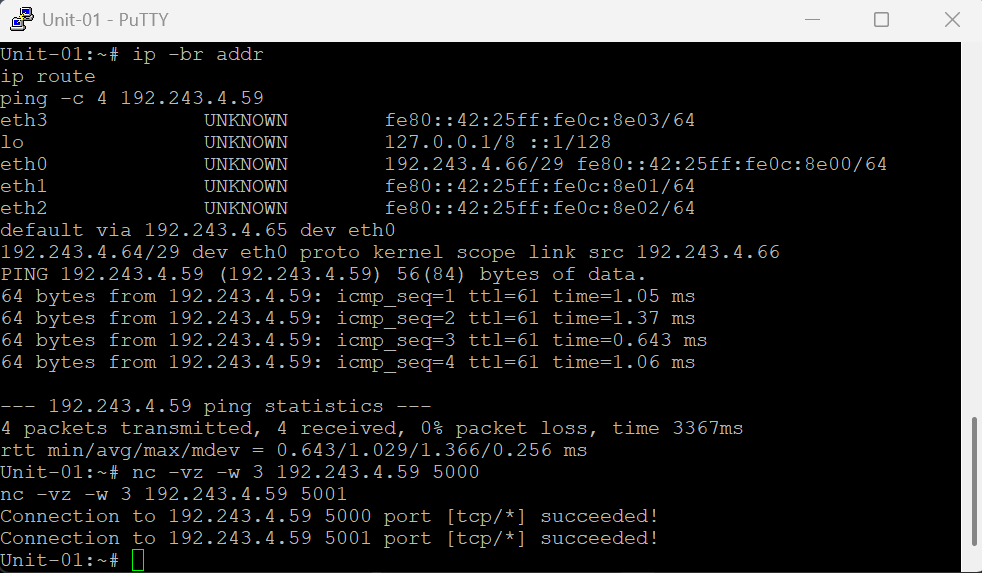 Unit-01 - PuTTY
Unit-01:~# ip -br addr
ip route
ping -c 4 192.243.4.59
eth3 UNKNOWN fe80::42:25ff:fe0c:8e03/64
lo UNKNOWN 127.0.0.1/8 ::1/128
eth0 UNKNOWN 192.243.4.66/29 fe80::42:25ff:fe0c:8e00/64
eth1 UNKNOWN fe80::42:25ff:fe0c:8e01/64
eth2 UNKNOWN fe80::42:25ff:fe0c:8e02/64
default via 192.243.4.65 dev eth0
192.243.4.64/29 dev eth0 proto kernel scope link src 192.243.4.66
PING 192.243.4.59 (192.243.4.59) 56(84) bytes of data.
64 bytes from 192.243.4.59: icmp_seq=1 ttl=61 time=1.05 ms
64 bytes from 192.243.4.59: icmp_seq=2 ttl=61 time=1.37 ms
64 bytes from 192.243.4.59: icmp_seq=3 ttl=61 time=0.643 ms
64 bytes from 192.243.4.59: icmp_seq=4 ttl=61 time=1.06 ms
--- 192.243.4.59 ping statistics ---
4 packets transmitted, 4 received, 0% packet loss, time 3367ms
rtt min/avg/max/mdev = 0.643/1.029/1.366/0.256 ms
Unit-01:~# nc -vz -w 3 192.243.4.59 5000
nc -vz -w 3 192.243.4.59 5001
Connection to 192.243.4.59 5000 port [tcp/*] succeeded!
Connection to 192.243.4.59 5001 port [tcp/*] succeeded!
Unit-01:~#